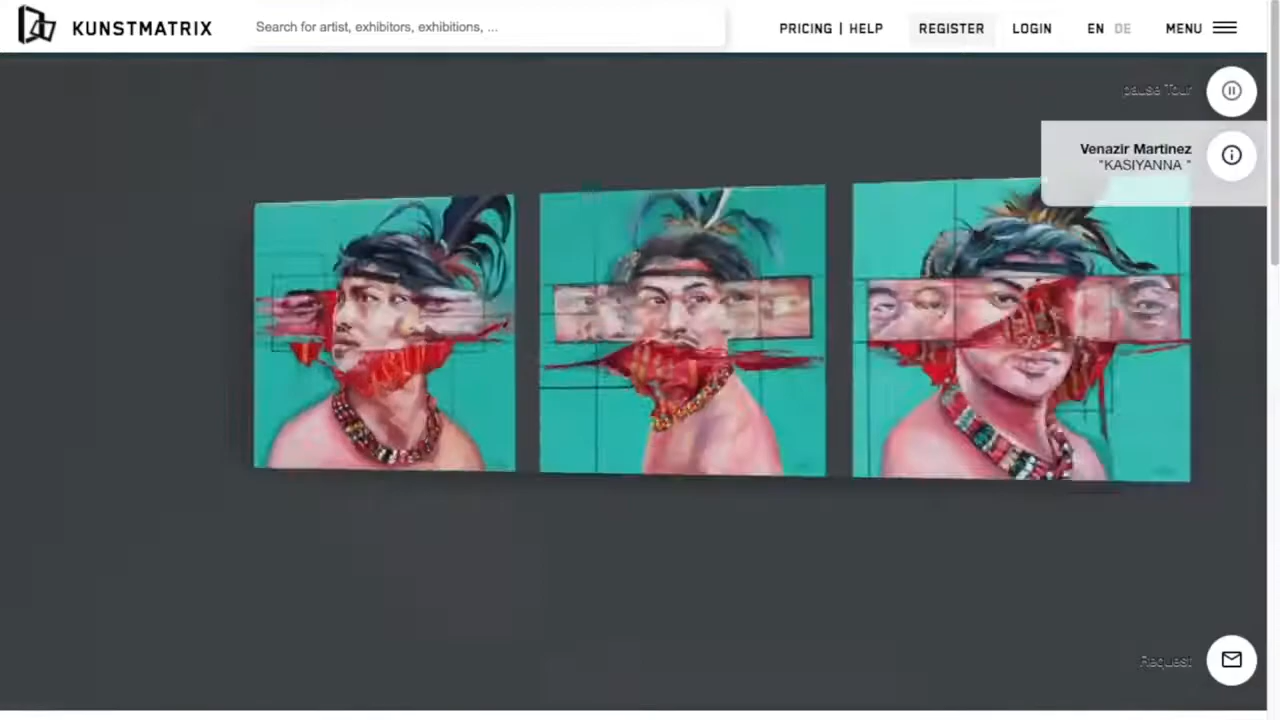 KUNSTMATRIX
Search for artist, exhibitors, exhibitions, ...
PRICING | HELP
REGISTER
LOGIN
EN DE
MENU
pause Tour
Venazir Martinez
"KASIYANNA "
Request